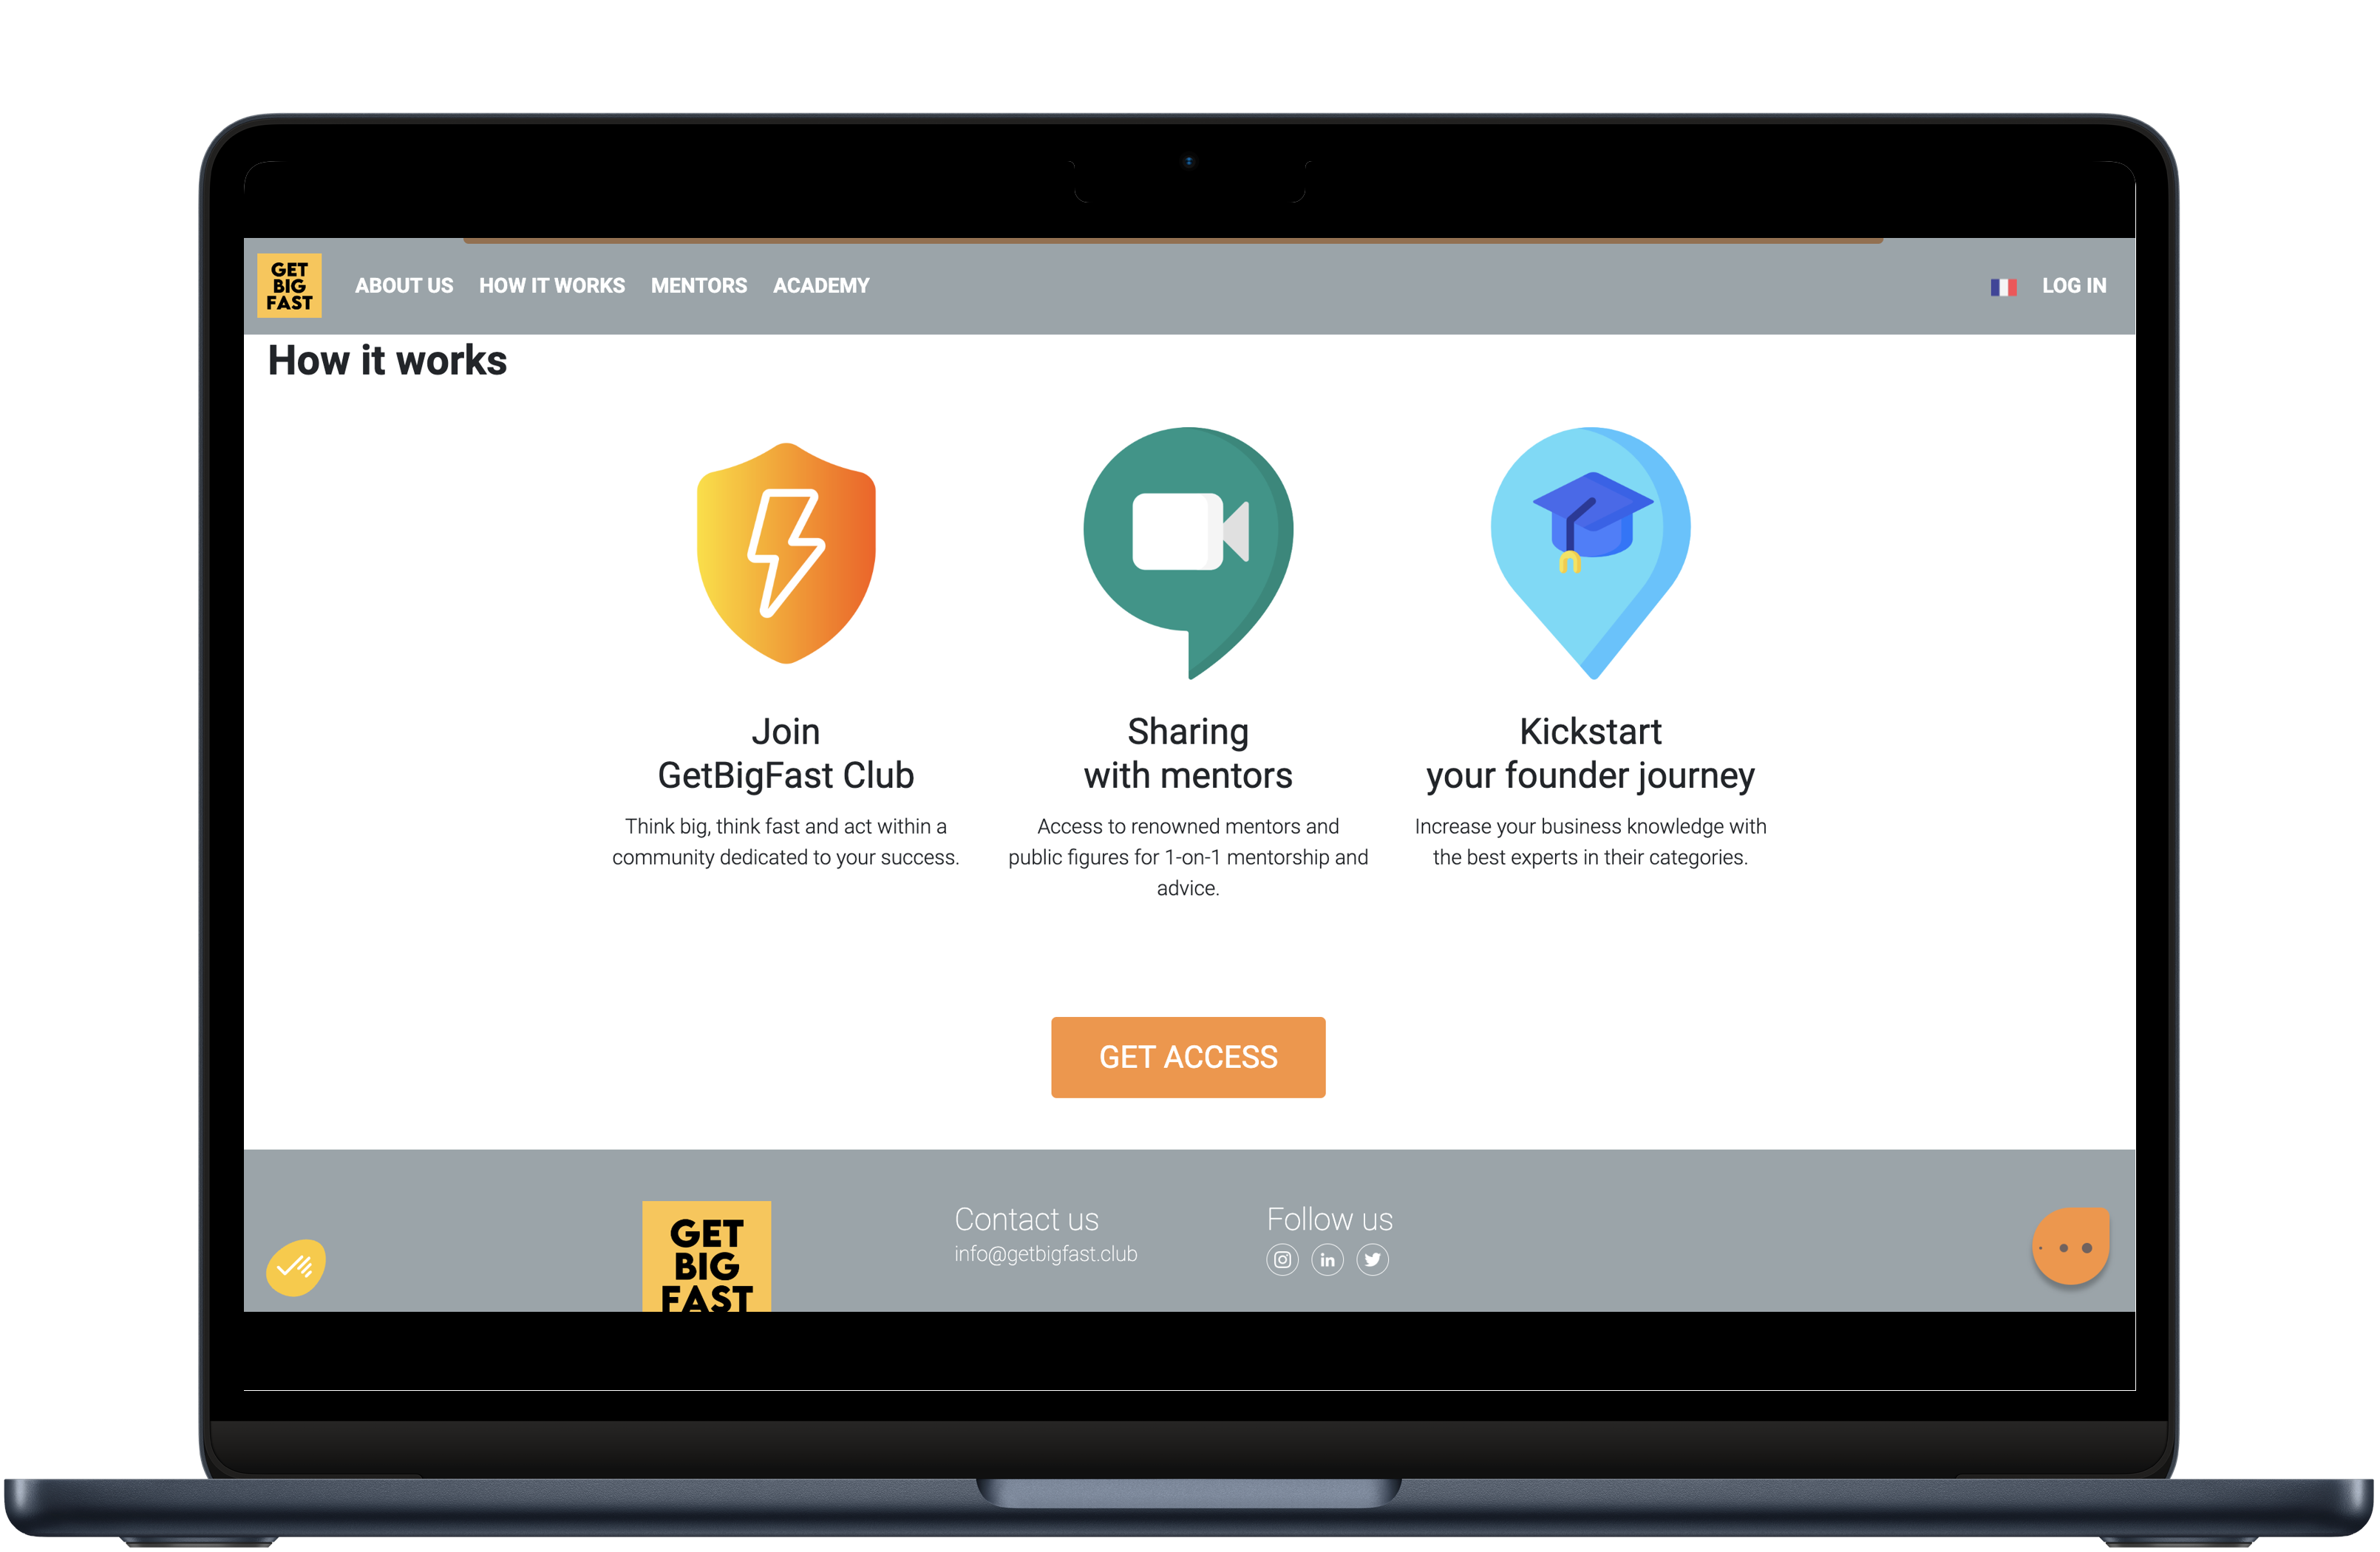 GET
BIG
FAST
ABOUT US HOW IT WORKS MENTORS ACADEMY
LOG IN
How it works
Join
GetBigFast Club
Think big, think fast and act within a
community dedicated to your success.
Sharing
with mentors
Access to renowned mentors and
public figures for 1-on-1 mentorship and
advice.
Kickstart
your founder journey
Increase your business knowledge with
the best experts in their categories.
GET ACCESS
GET
BIG
FAST
Contact us
info@getbigfast.club
Follow us
in